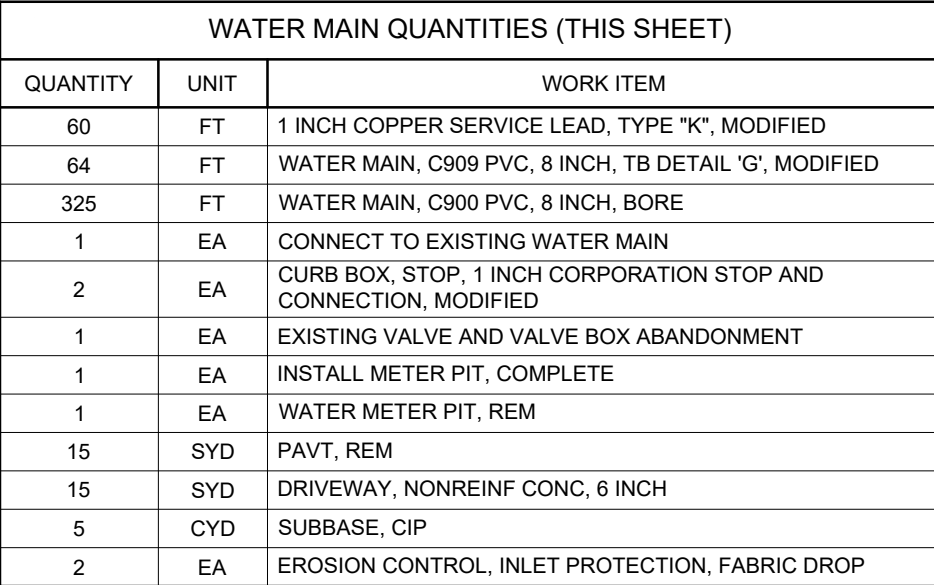 WATER MAIN QUANTITIES (THIS SHEET)
QUANTITY UNIT WORK ITEM
60 FT 1 INCH COPPER SERVICE LEAD, TYPE "K", MODIFIED
64 FT WATER MAIN, C909 PVC, 8 INCH, TB DETAIL 'G', MODIFIED
325 FT WATER MAIN, C900 PVC, 8 INCH, BORE
1 EA CONNECT TO EXISTING WATER MAIN
2 EA CURB BOX, STOP, 1 INCH CORPORATION STOP AND
CONNECTION, MODIFIED
1 EA EXISTING VALVE AND VALVE BOX ABANDONMENT
1 EA INSTALL METER PIT, COMPLETE
1 EA WATER METER PIT, REM
15 SYD PAVT, REM
15 SYD DRIVEWAY, NONREINF CONC, 6 INCH
5 CYD SUBBASE, CIP
2 EA EROSION CONTROL, INLET PROTECTION, FABRIC DROP